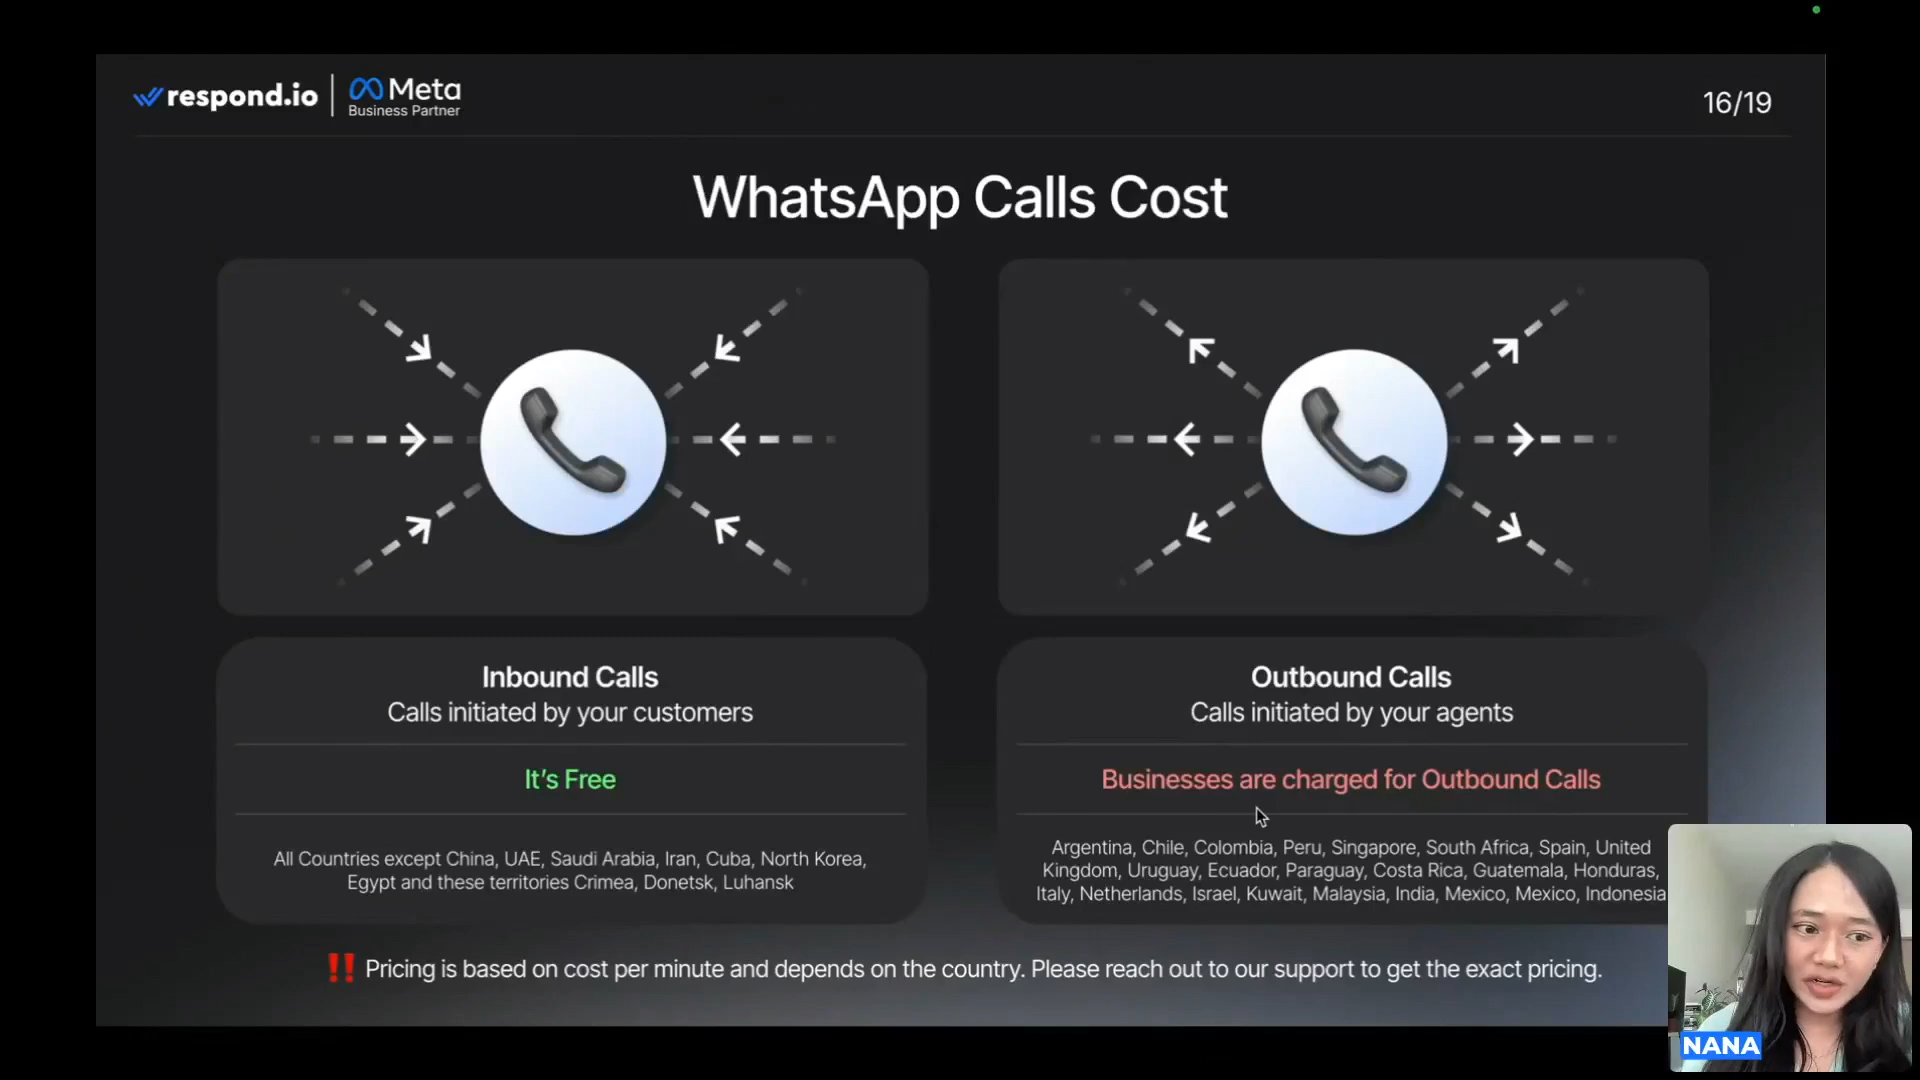 respond.io
Meta
Business Partner
16/19
WhatsApp Calls Cost
Inbound Calls
Calls initiated by your customers
It's Free
All Countries except China, UAE, Saudi Arabia, Iran, Cuba, North Korea,
Egypt and these territories Crimea, Donetsk, Luhansk
Outbound Calls
Calls initiated by your agents
Businesses are charged for Outbound Calls
Argentina, Chile, Colombia, Peru, Singapore, South Africa, Spain, United
Kingdom, Uruguay, Ecuador, Paraguay, Costa Rica, Guatemala, Honduras,
Italy, Netherlands, Israel, Kuwait, Malaysia, India, Mexico, Mexico, Indonesia
‼ Pricing is based on cost per minute and depends on the country. Please reach out to our support to get the exact pricing.
NANA